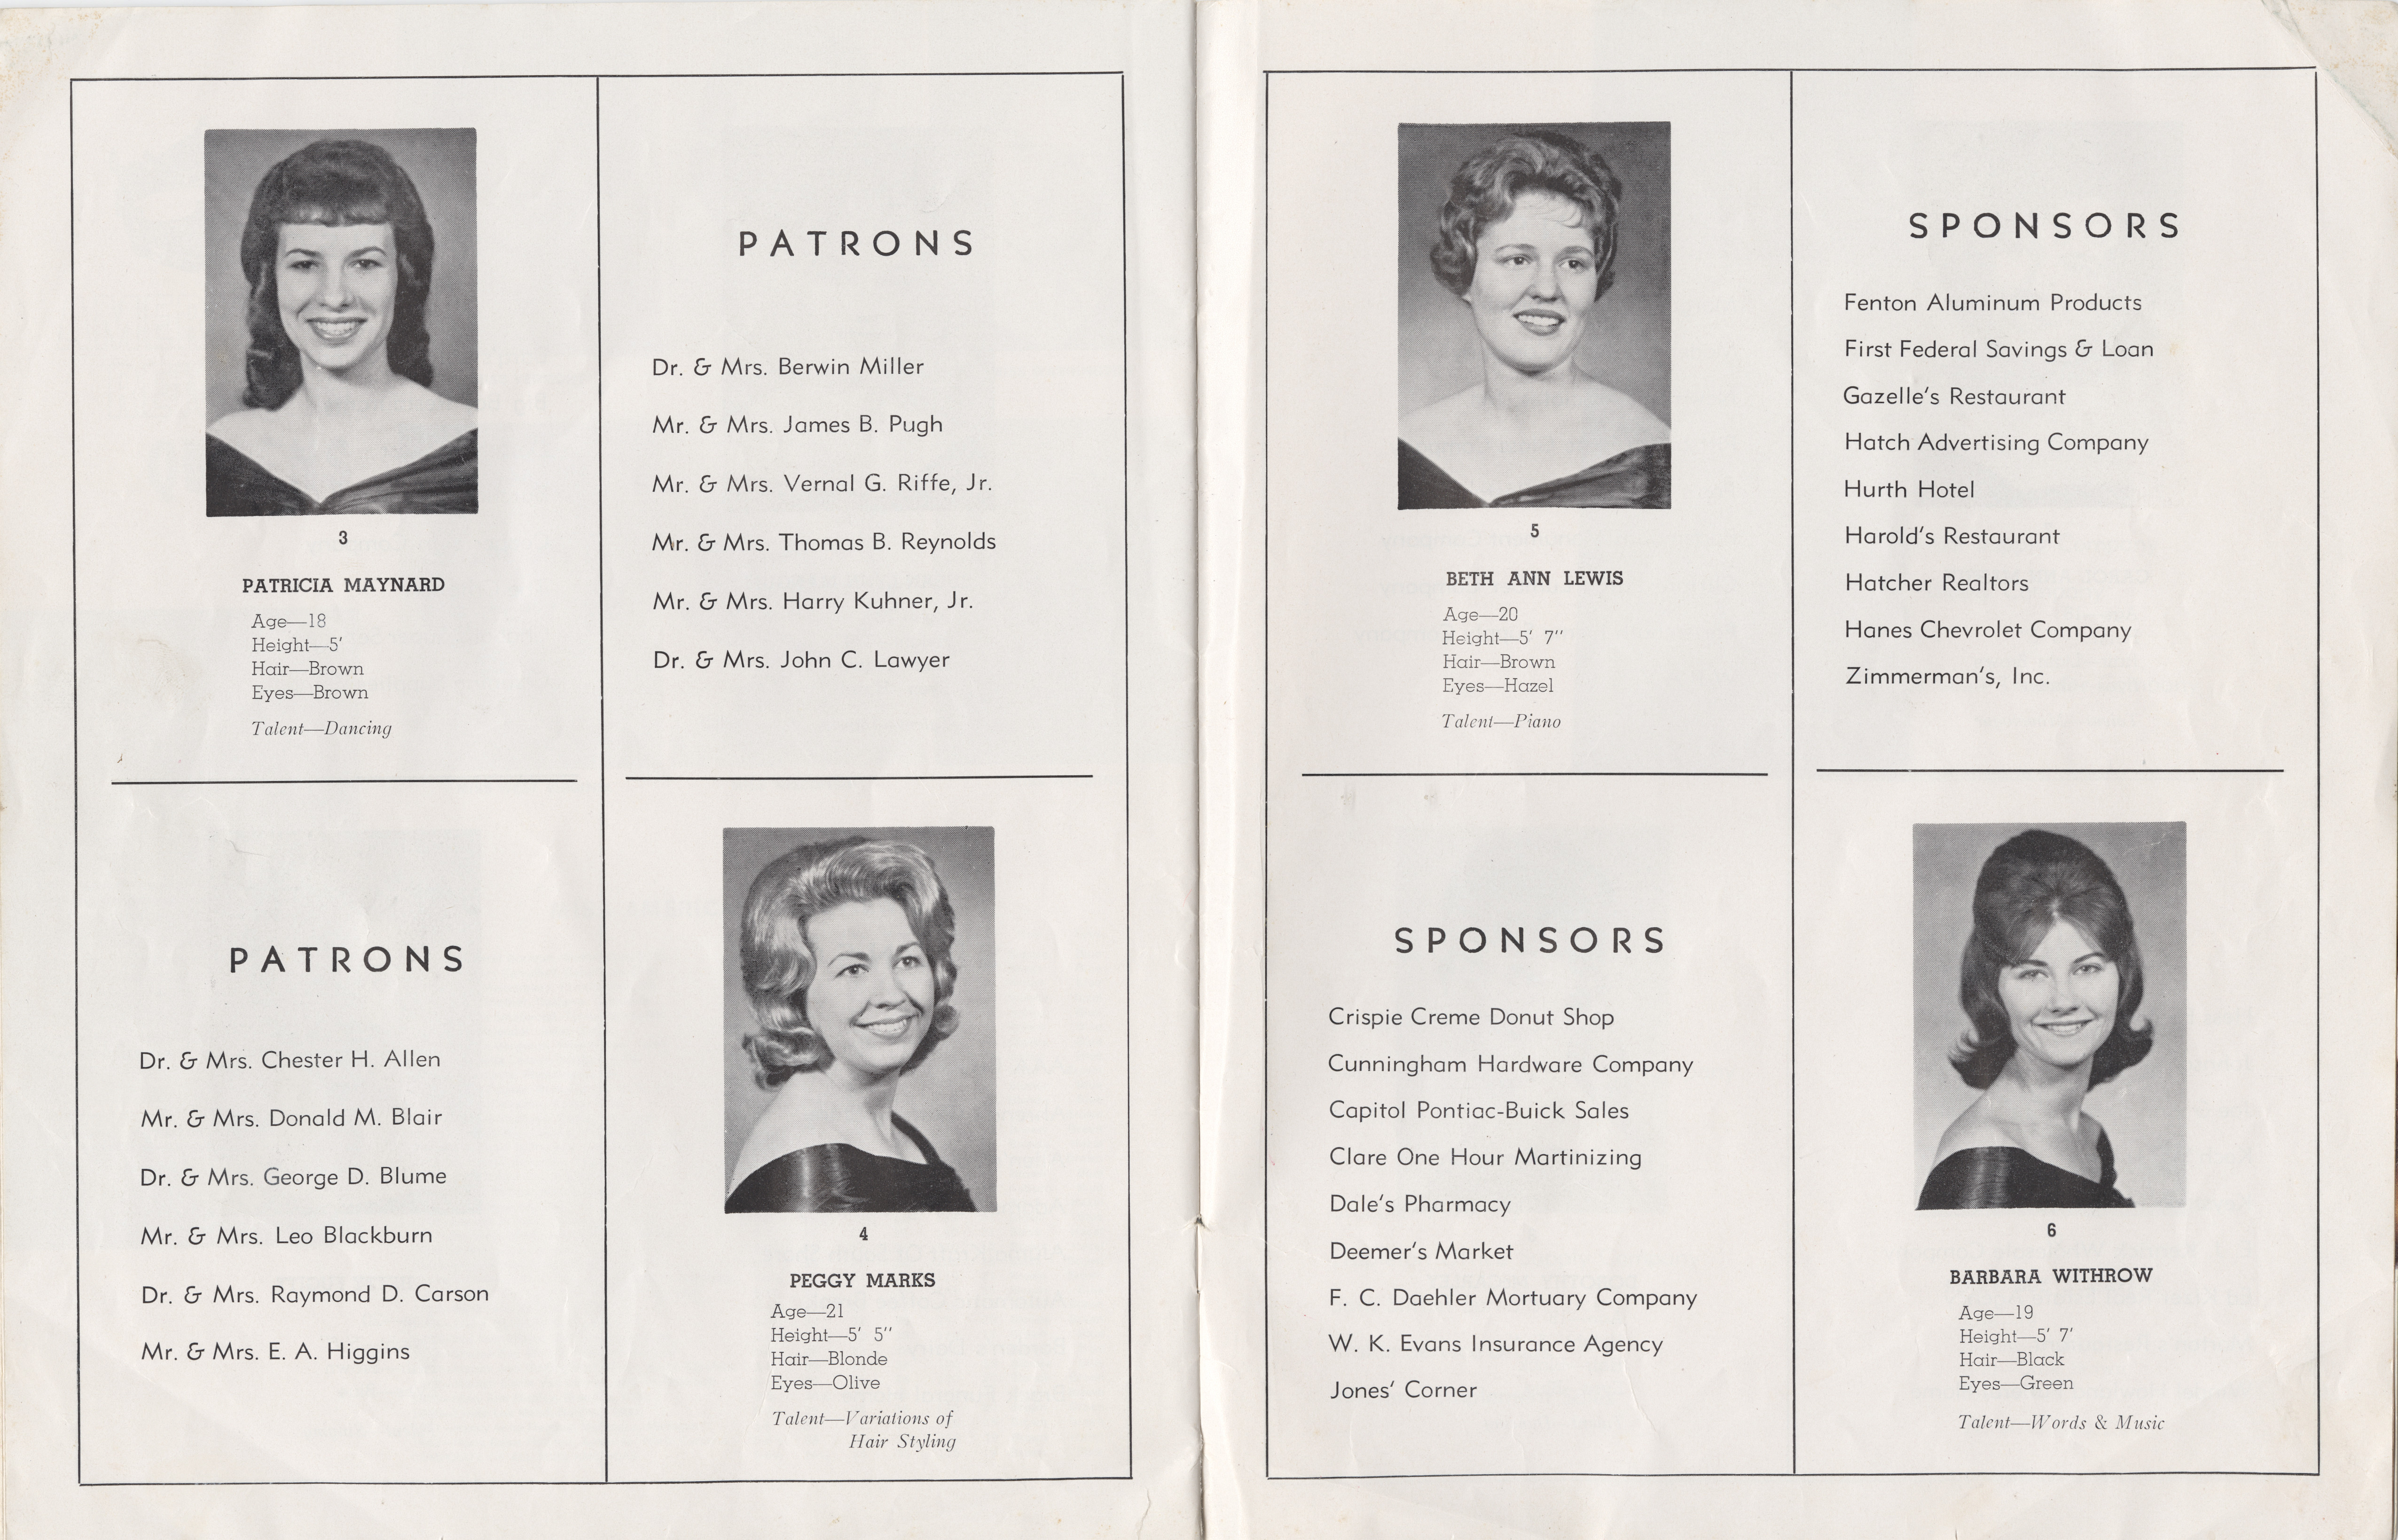 3
PATRICIA MAYNARD
Age—18
Height—5′
Hair—Brown
Eyes—Brown
Talent—Dancing
PATRONS
Dr. & Mrs. Berwin Miller
Mr. & Mrs. James B. Pugh
Mr. & Mrs. Vernal G. Riffe, Jr.
Mr. & Mrs. Thomas B. Reynolds
Mr. & Mrs. Harry Kuhner, Jr.
Dr. & Mrs. John C. Lawyer
PATRONS
Dr. & Mrs. Chester H. Allen
Mr. & Mrs. Donald M. Blair
Dr. & Mrs. George D. Blume
Mr. & Mrs. Leo Blackburn
Dr. & Mrs. Raymond D. Carson
Mr. & Mrs. E. A. Higgins
4
PEGGY MARKS
Age—21
Height—5′ 5″
Hair—Blonde
Eyes—Olive
Talent—Variations of
Hair Styling
5
BETH ANN LEWIS
Age—20
Height—5′ 7″
Hair—Brown
Eyes—Hazel
Talent—Piano
SPONSORS
Fenton Aluminum Products
First Federal Savings & Loan
Gazelle's Restaurant
Hatch Advertising Company
Hurth Hotel
Harold's Restaurant
Hatcher Realtors
Hanes Chevrolet Company
Zimmerman's, Inc.
SPONSORS
Crispie Creme Donut Shop
Cunningham Hardware Company
Capitol Pontiac-Buick Sales
Clare One Hour Martinizing
Dale's Pharmacy
Deemer's Market
F. C. Daehler Mortuary Company
W. K. Evans Insurance Agency
Jones' Corner
6
BARBARA WITHROW
Age—19
Height—5′ 7′
Hair—Black
Eyes—Green
Talent—Words & Music